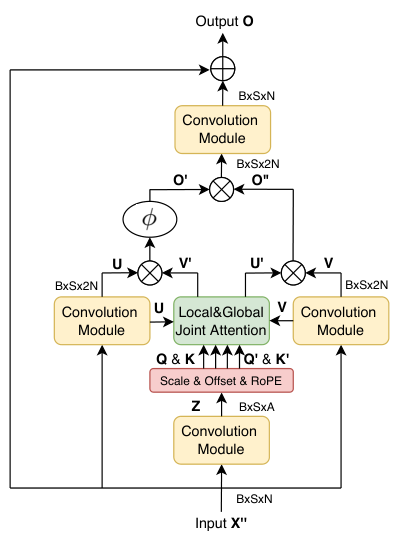 Output O
BxSxN
Convolution
Module
BxSx2N
O'
O"
ϕ
U
V'
U'
V
BxSx2N
BxSx2N
Convolution
Module
U
Local&Global
Joint Attention
V
Convolution
Module
Q & K
Q' & K'
Scale & Offset & RoPE
Z
BxSxA
Convolution
Module
BxSxN
Input X"